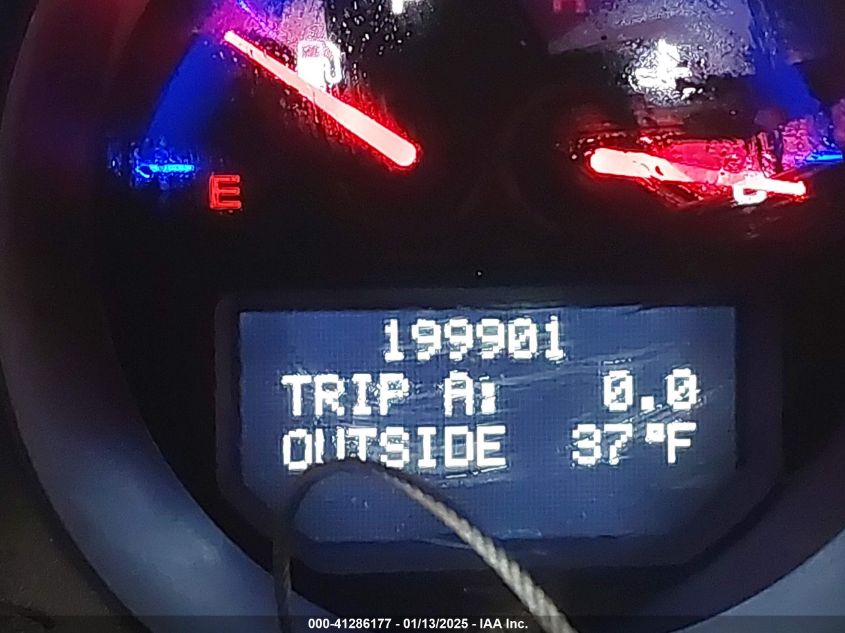 E
C
199901
TRIP A: 0.0
OUTSIDE 37°F
000-41286177 - 01/13/2025 - IAA Inc.